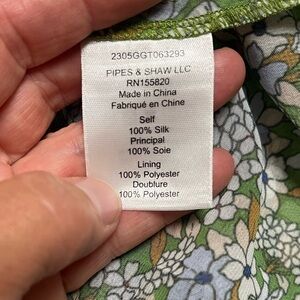 2305GGT063293
PIPES & SHAW LLC
RN155820
Made in China
Fabriqué en Chine
Self
100% Silk
Principal
100% Soie
Lining
100% Polyester
Doublure
100% Polyester